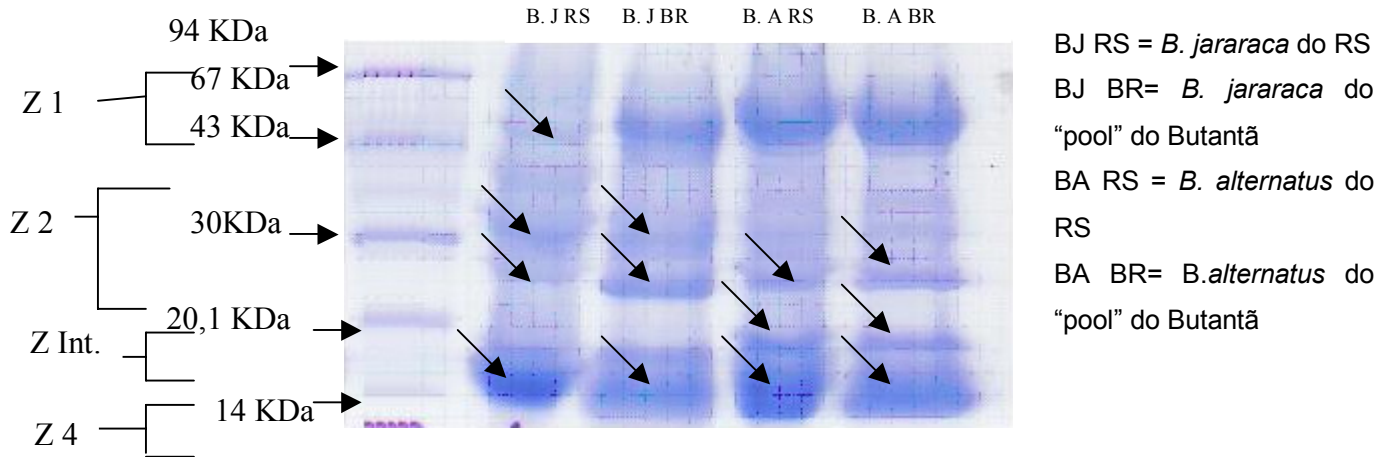 B. J RS B. J BR B. A RS B. A BR
94 KDa
67 KDa
Z 1
43 KDa
Z 2
30KDa
20,1 KDa
Z Int.
14 KDa
Z 4
BJ RS = B. jararaca do RS
BJ BR= B. jararaca do
“pool” do Butantã
BA RS = B. alternatus do
RS
BA BR= B.alternatus do
“pool” do Butantã